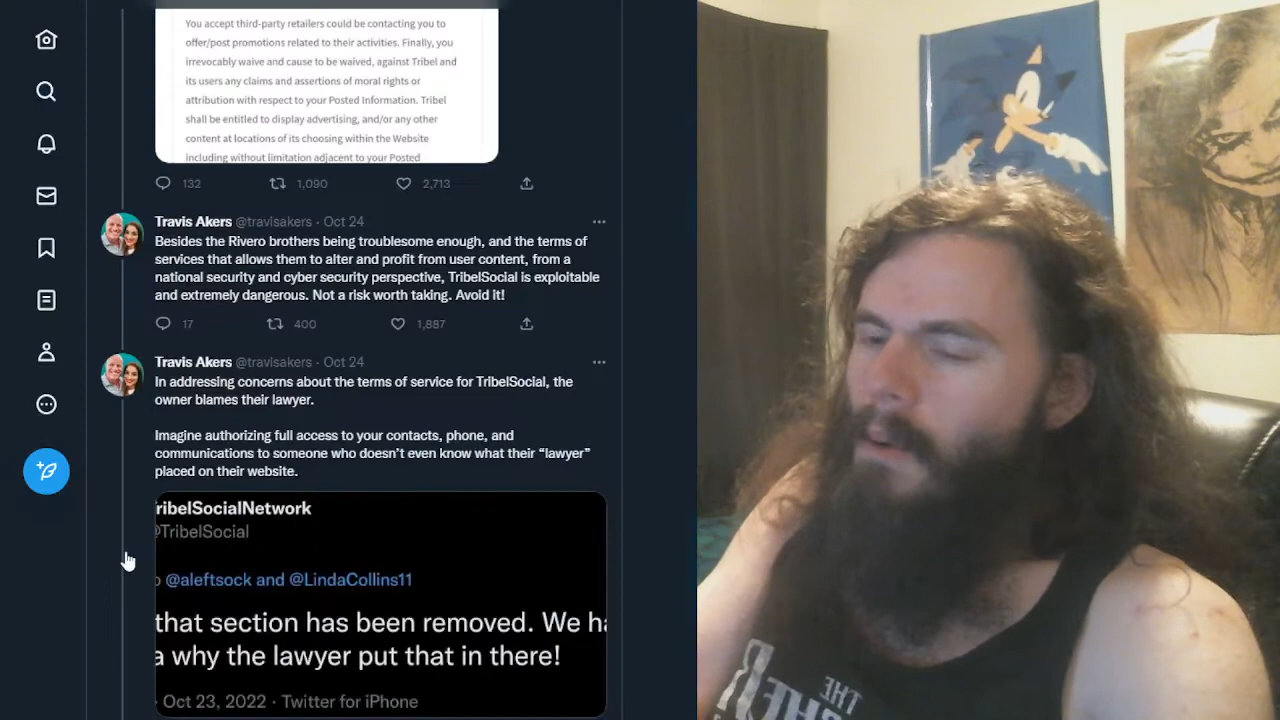 You accept third-party retailers could be contacting you to
offer/post promotions related to their activities. Finally, you
irrevocably waive and cause to be waived, against Tribel and
its users any claims and assertions of moral rights or
attribution with respect to your Posted Information. Tribel
shall be entitled to display advertising, and/or any other
content at locations of its choosing within the Website
including without limitation adjacent to your Posted
132 1,090 2,713
Travis Akers @travisakers · Oct 24
Besides the Rivero brothers being troublesome enough, and the terms of
services that allows them to alter and profit from user content, from a
national security and cyber security perspective, TribelSocial is exploitable
and extremely dangerous. Not a risk worth taking. Avoid it!
17 400 1,887
Travis Akers @travisakers · Oct 24
In addressing concerns about the terms of service for TribelSocial, the
owner blames their lawyer.
Imagine authorizing full access to your contacts, phone, and
communications to someone who doesn't even know what their “lawyer”
placed on their website.
ribelSocialNetwork
@TribelSocial
o @aleftsock and @LindaCollins11
that section has been removed. We ha
a why the lawyer put that in there!
Oct 23, 2022 · Twitter for iPhone
THE